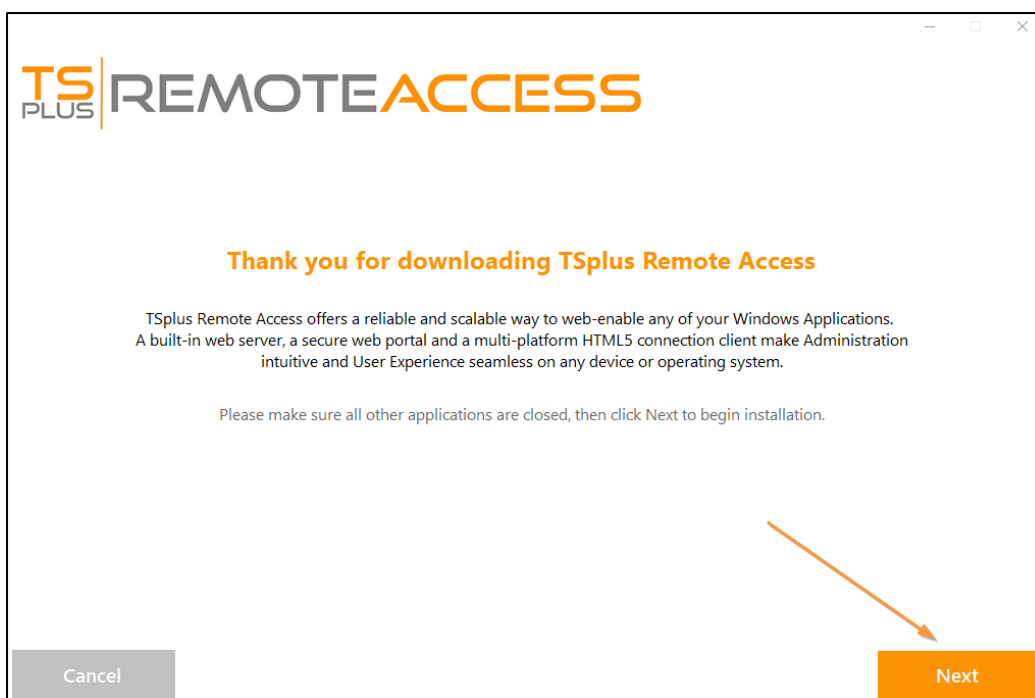 TS PLUS REMOTEACCESS
Thank you for downloading TSplus Remote Access
TSplus Remote Access offers a reliable and scalable way to web-enable any of your Windows Applications.
A built-in web server, a secure web portal and a multi-platform HTML5 connection client make Administration
intuitive and User Experience seamless on any device or operating system.
Please make sure all other applications are closed, then click Next to begin installation.
Cancel
Next